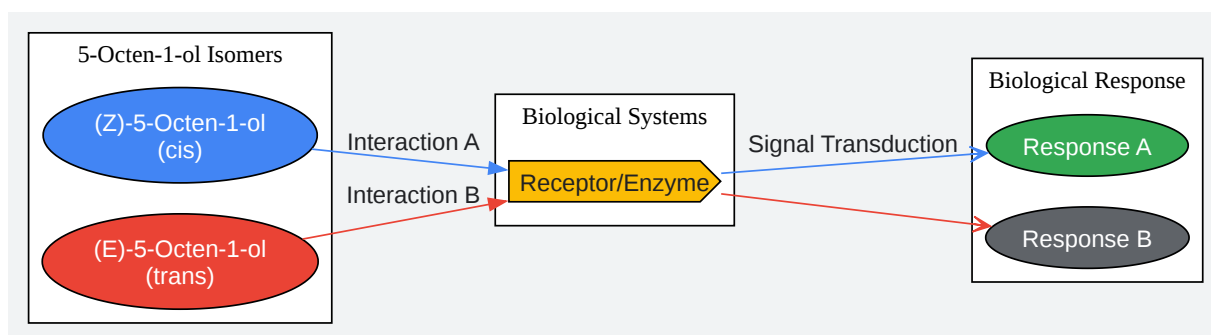 5-Octen-1-ol Isomers
(Z)-5-Octen-1-ol
(cis)
(E)-5-Octen-1-ol
(trans)
Interaction A
Interaction B
Biological Systems
Receptor/Enzyme
Signal Transduction
Biological Response
Response A
Response B